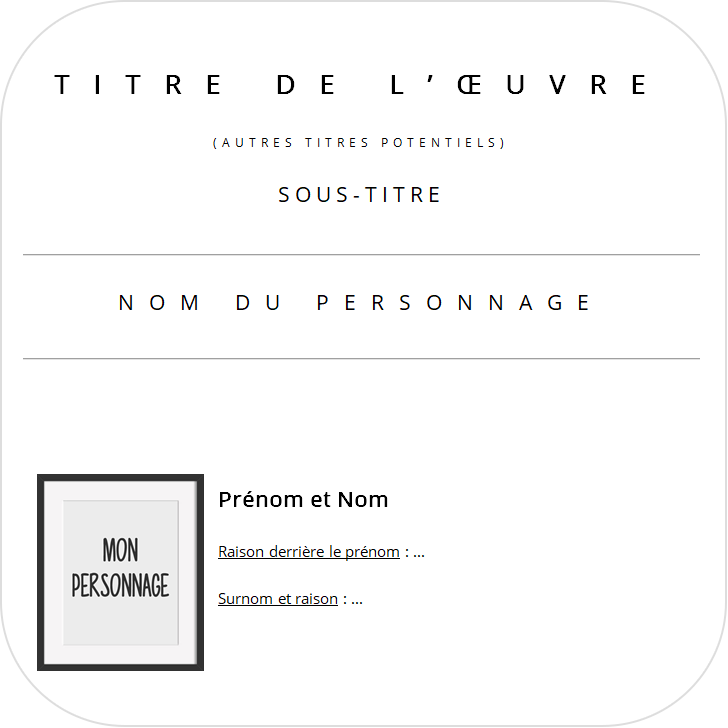 TITRE DE L’ŒUVRE
(AUTRES TITRES POTENTIELS)
SOUS-TITRE
NOM DU PERSONNAGE
MON
PERSONNAGE
Prénom et Nom
Raison derrière le prénom : ...
Surnom et raison : ...